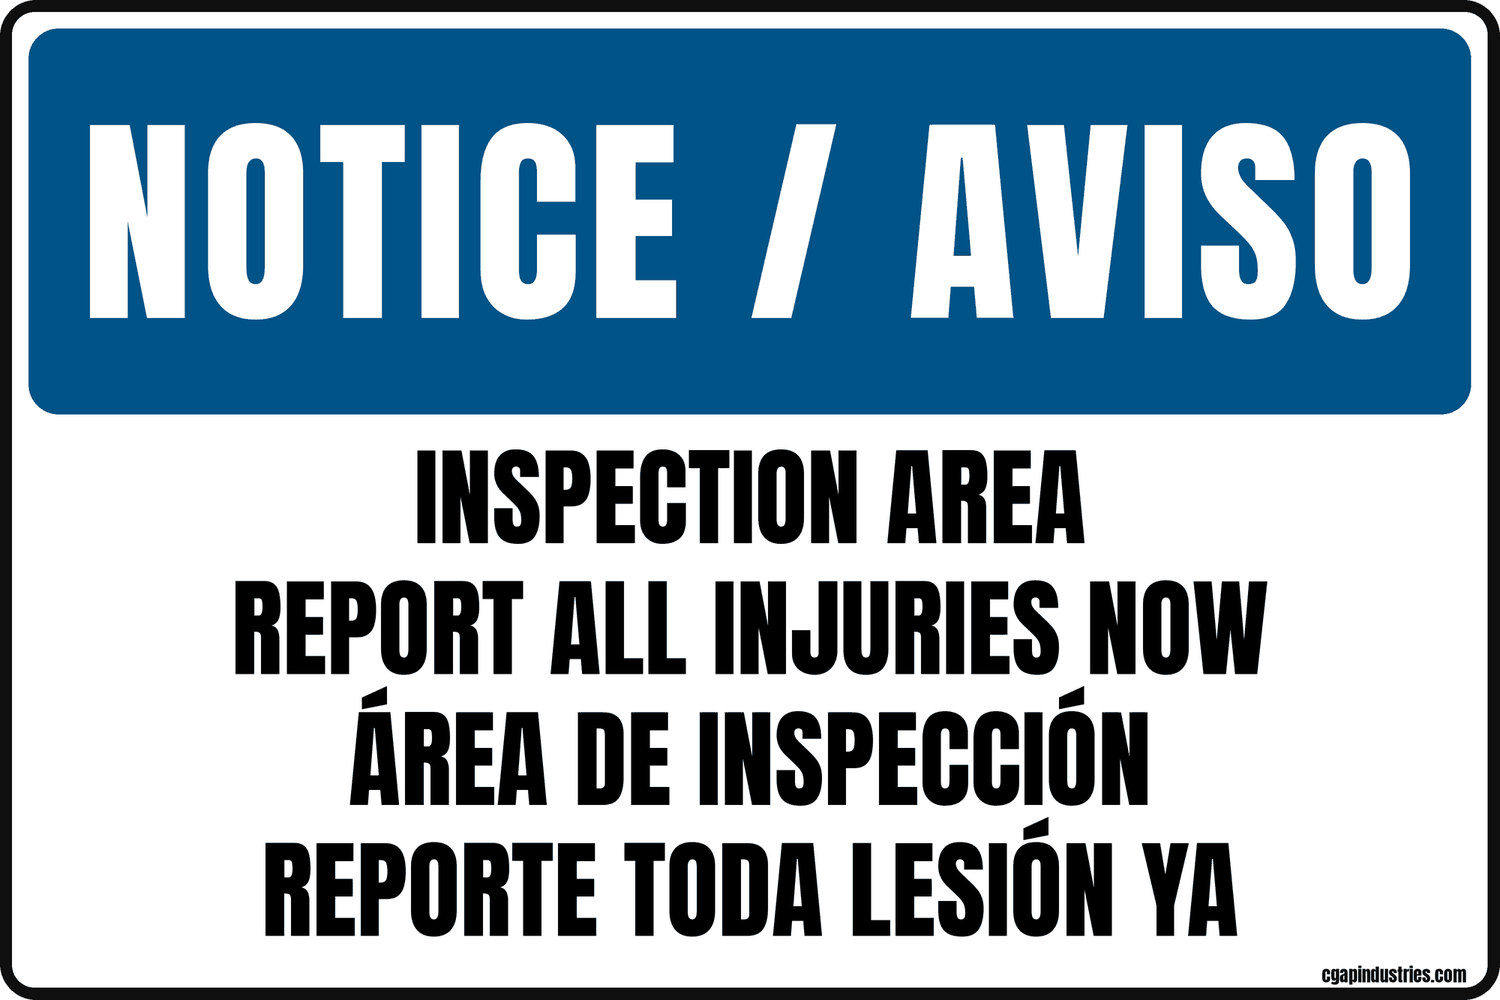 NOTICE / AVISO
INSPECTION AREA
REPORT ALL INJURIES NOW
ÁREA DE INSPECCIÓN
REPORTE TODA LESIÓN YA
cgapindustries.com